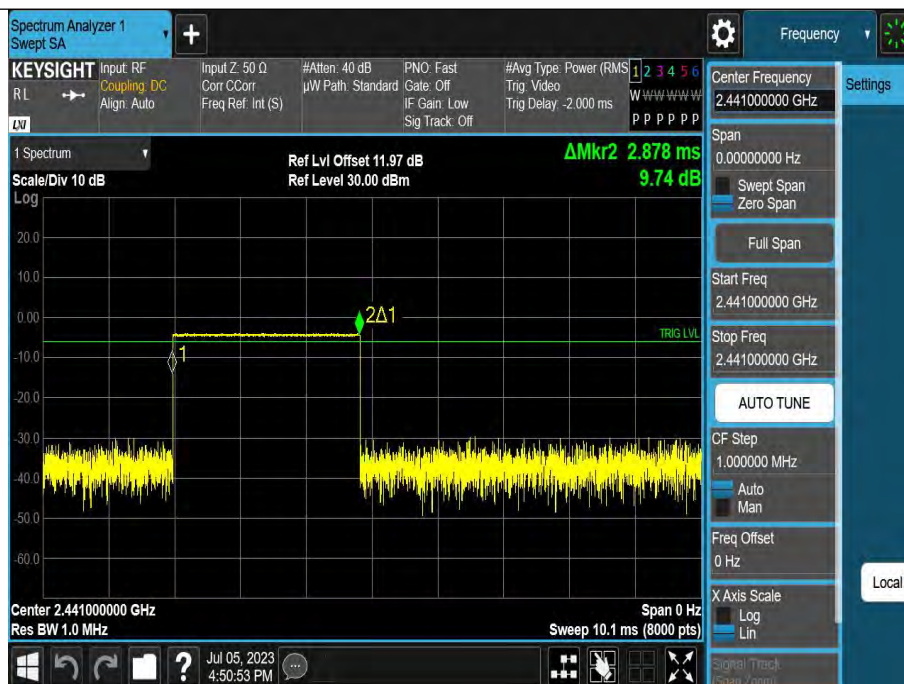 Spectrum Analyzer 1
Swept SA
Frequency
KEYSIGHT
RL
LXI
Input: RF
Coupling: DC
Align: Auto
Input Z: 50 Ω
Corr CCorr
Freq Ref: Int (S)
#Atten: 40 dB
µW Path: Standard
PNO: Fast
Gate: Off
IF Gain: Low
Sig Track: Off
#Avg Type: Power (RMS
Trig: Video
Trig Delay: -2.000 ms
1 2 3 4 5 6
W W W W W W
P P P P P P
1 Spectrum
Scale/Div 10 dB
Log
Ref Lvl Offset 11.97 dB
Ref Level 30.00 dBm
ΔMkr2 2.878 ms
9.74 dB
20.0
10.0
0.00
-10.0
-20.0
-30.0
-40.0
-50.0
-60.0
2Δ1
1
TRIG LVL
Center 2.441000000 GHz
Res BW 1.0 MHz
Span 0 Hz
Sweep 10.1 ms (8000 pts)
Jul 05, 2023
4:50:53 PM
Center Frequency
2.441000000 GHz
Span
0.00000000 Hz
Swept Span
Zero Span
Full Span
Start Freq
2.441000000 GHz
Stop Freq
2.441000000 GHz
AUTO TUNE
CF Step
1.000000 MHz
Auto
Man
Freq Offset
0 Hz
X Axis Scale
Log
Lin
Signal Track
(Span Zoom)
Settings
Local